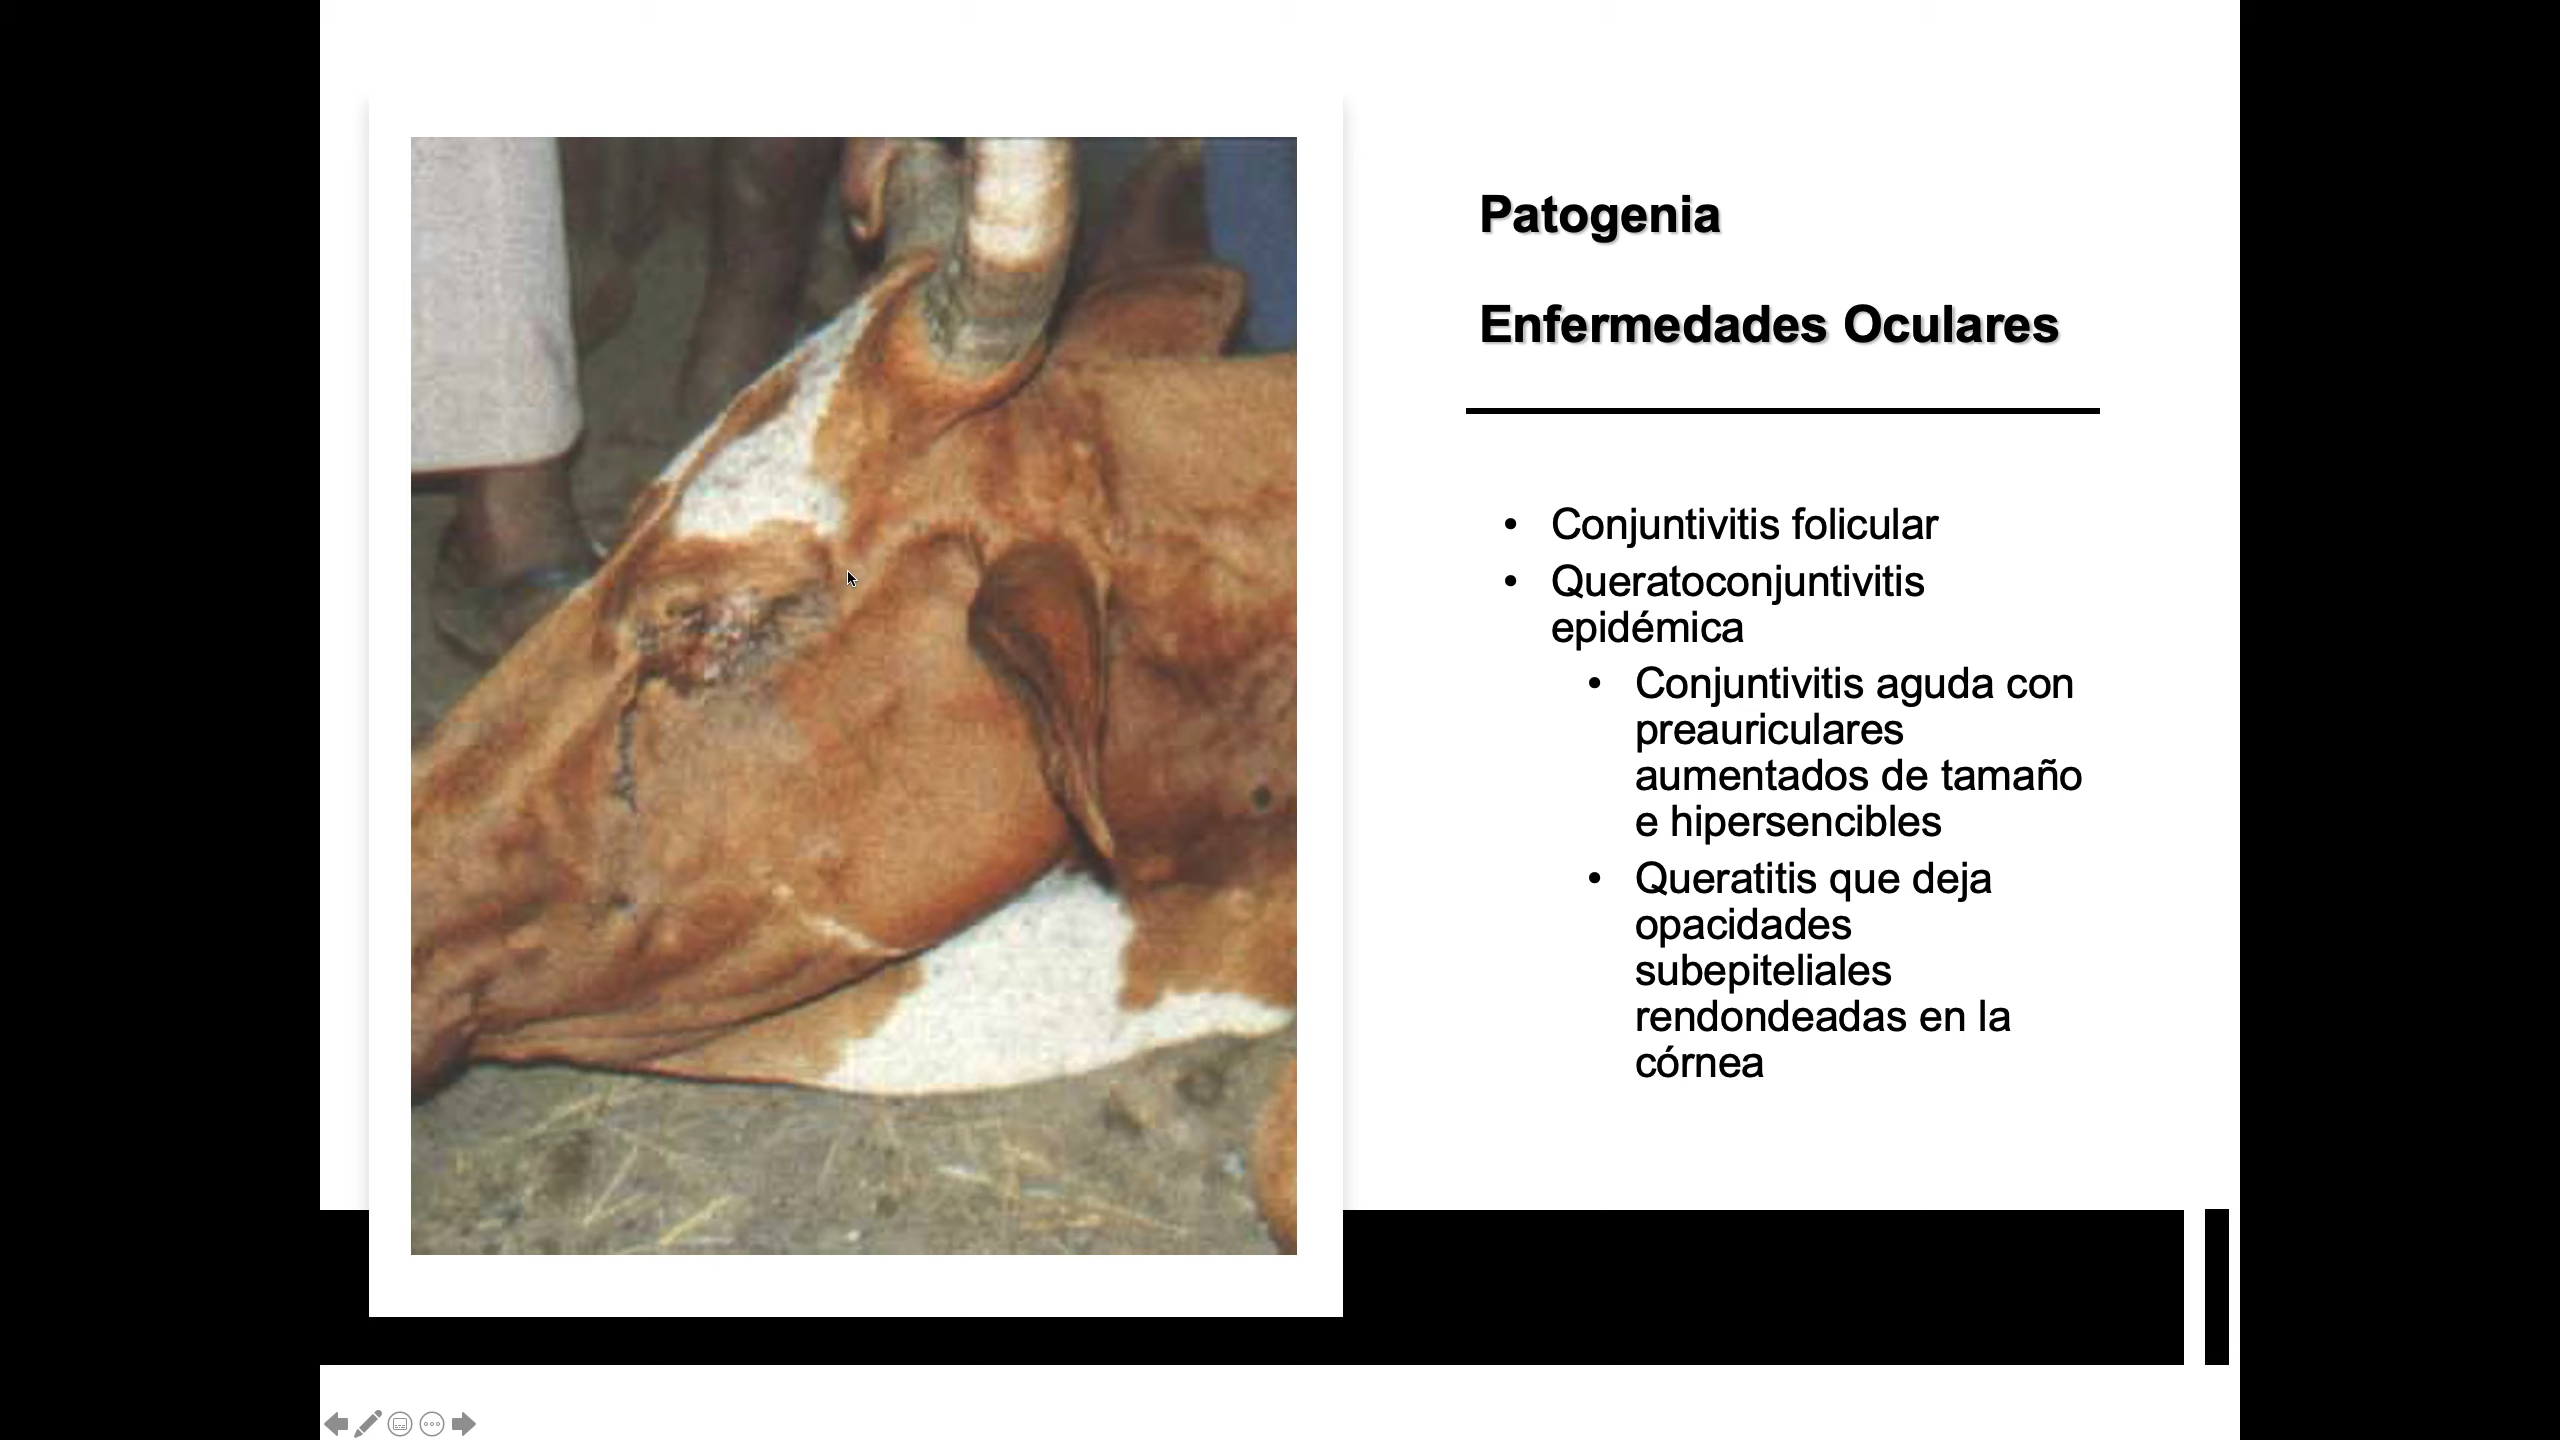 Patogenia
Enfermedades Oculares
• Conjuntivitis folicular
• Queratoconjuntivitis
epidémica
• Conjuntivitis aguda con
preauriculares
aumentados de tamaño
e hipersencibles
• Queratitis que deja
opacidades
subepiteliales
rendondeadas en la
córnea